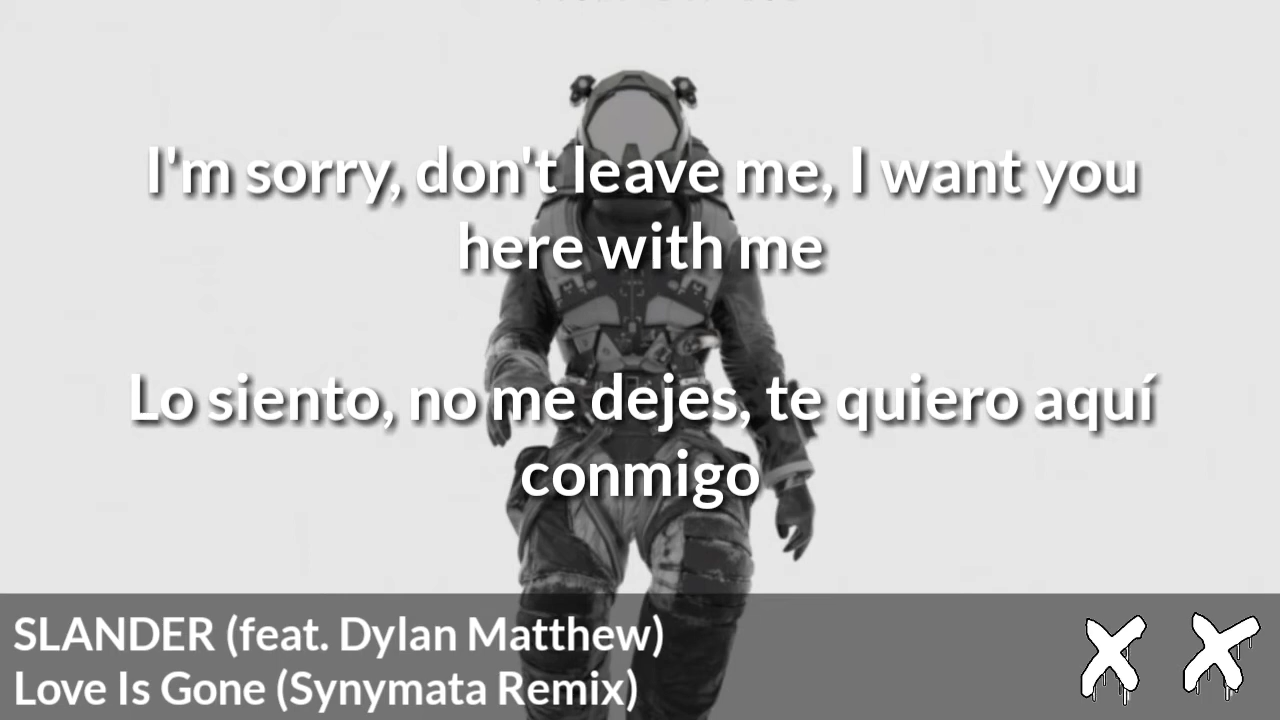 I'm sorry, don't leave me, I want you
here with me
Lo siento, no me dejes, te quiero aquí
conmigo
SLANDER (feat. Dylan Matthew)
Love Is Gone (Synymata Remix)
X X